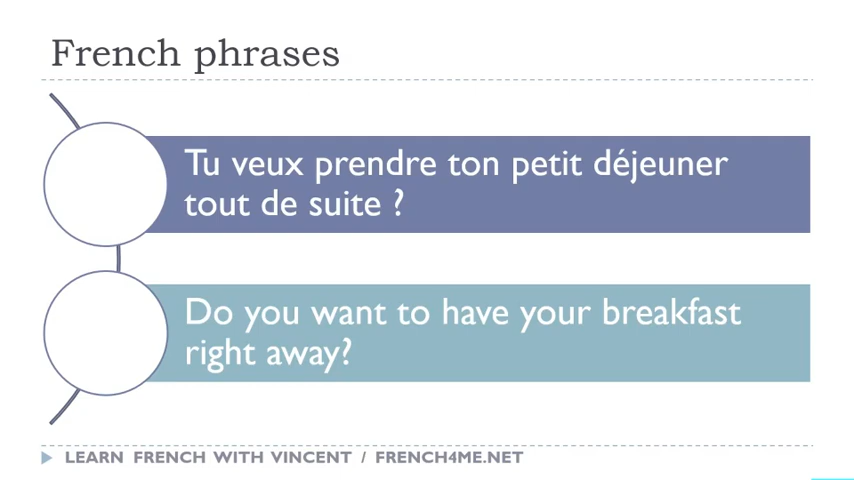 French phrases
Tu veux prendre ton petit déjeuner
tout de suite ?
Do you want to have your breakfast
right away?
LEARN FRENCH WITH VINCENT / FRENCH4ME.NET